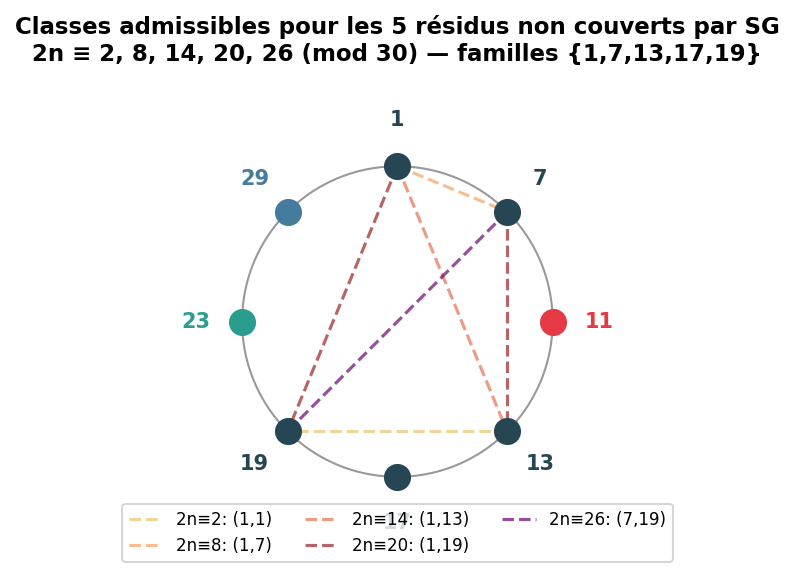 Classes admissibles pour les 5 résidus non couverts par SG
2n ≡ 2, 8, 14, 20, 26 (mod 30) — familles {1,7,13,17,19}
1
29
7
23
11
19
13
17
2n≡2: (1,1)
2n≡8: (1,7)
2n≡14: (1,13)
2n≡20: (1,19)
2n≡26: (7,19)